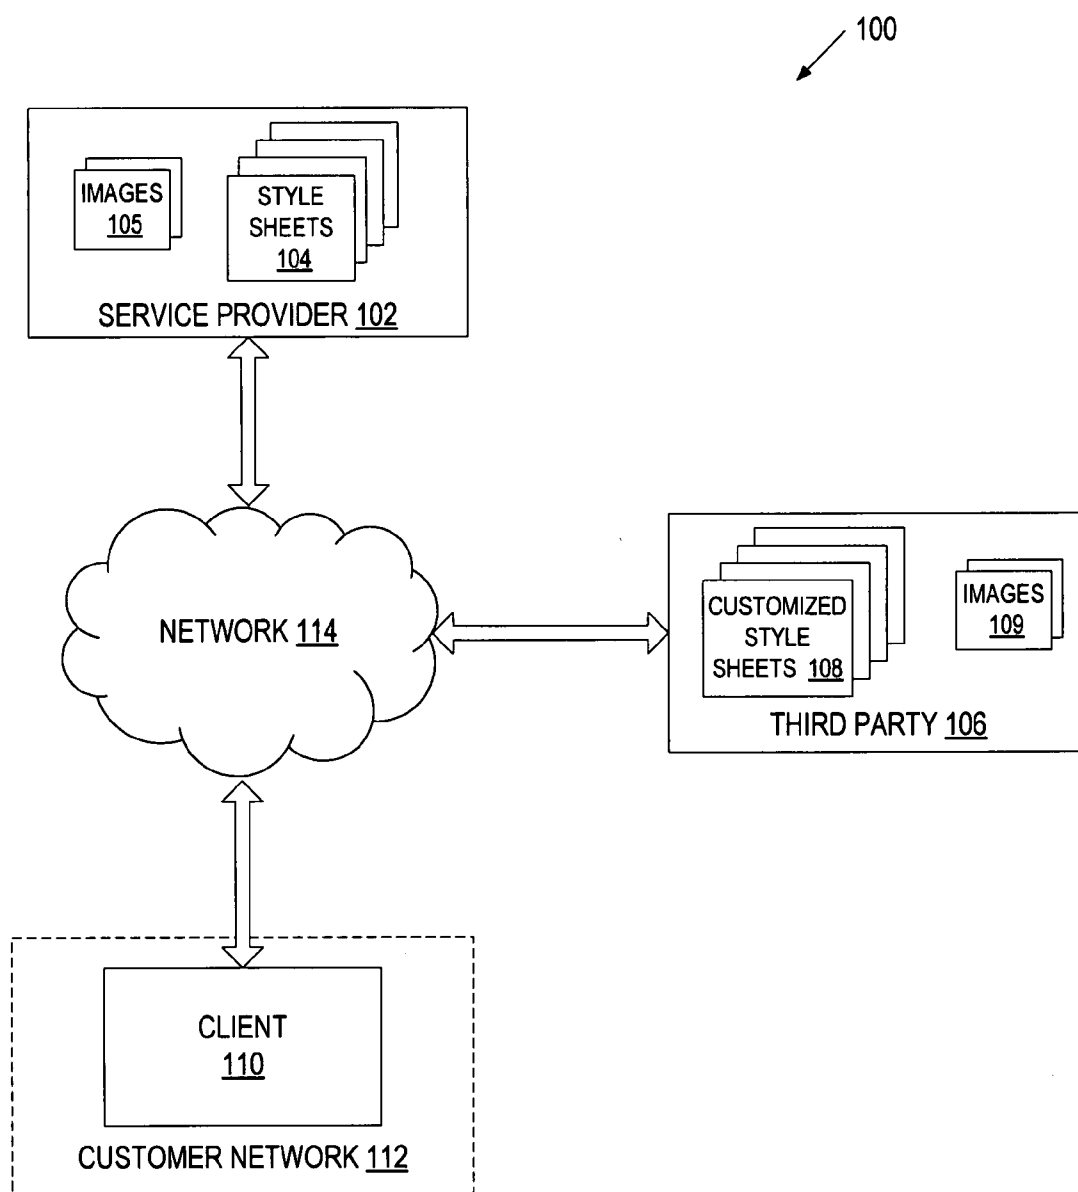 100
IMAGES
105
STYLE
SHEETS
104
SERVICE PROVIDER 102
NETWORK 114
CUSTOMIZED
STYLE
SHEETS 108
IMAGES
109
THIRD PARTY 106
CLIENT
110
CUSTOMER NETWORK 112